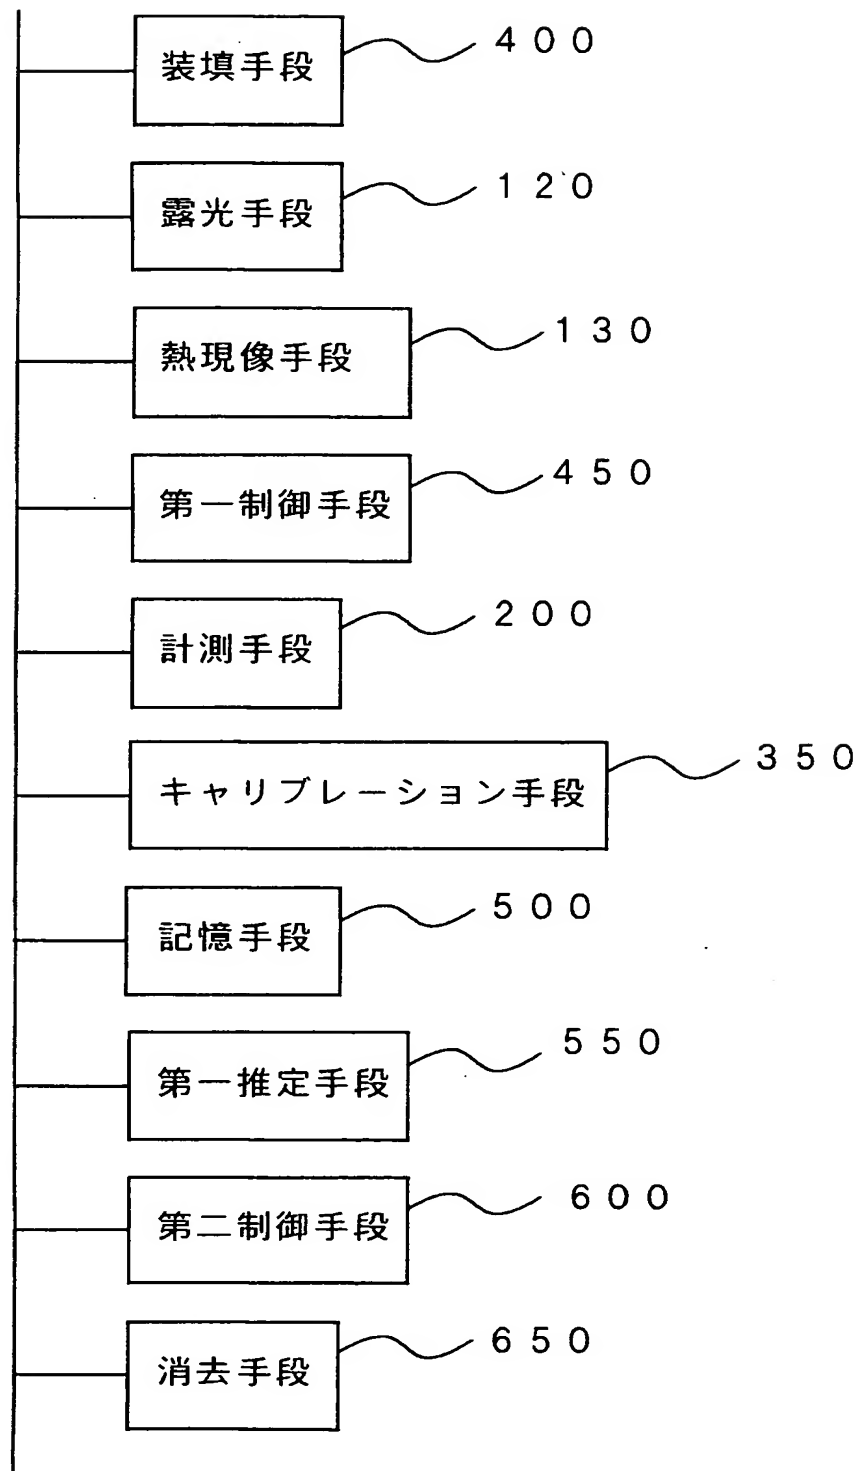 装填手段 400
露光手段 120
熱現像手段 130
第一制御手段 450
計測手段 200
キャリブレーション手段 350
記憶手段 500
第一推定手段 550
第二制御手段 600
消去手段 650